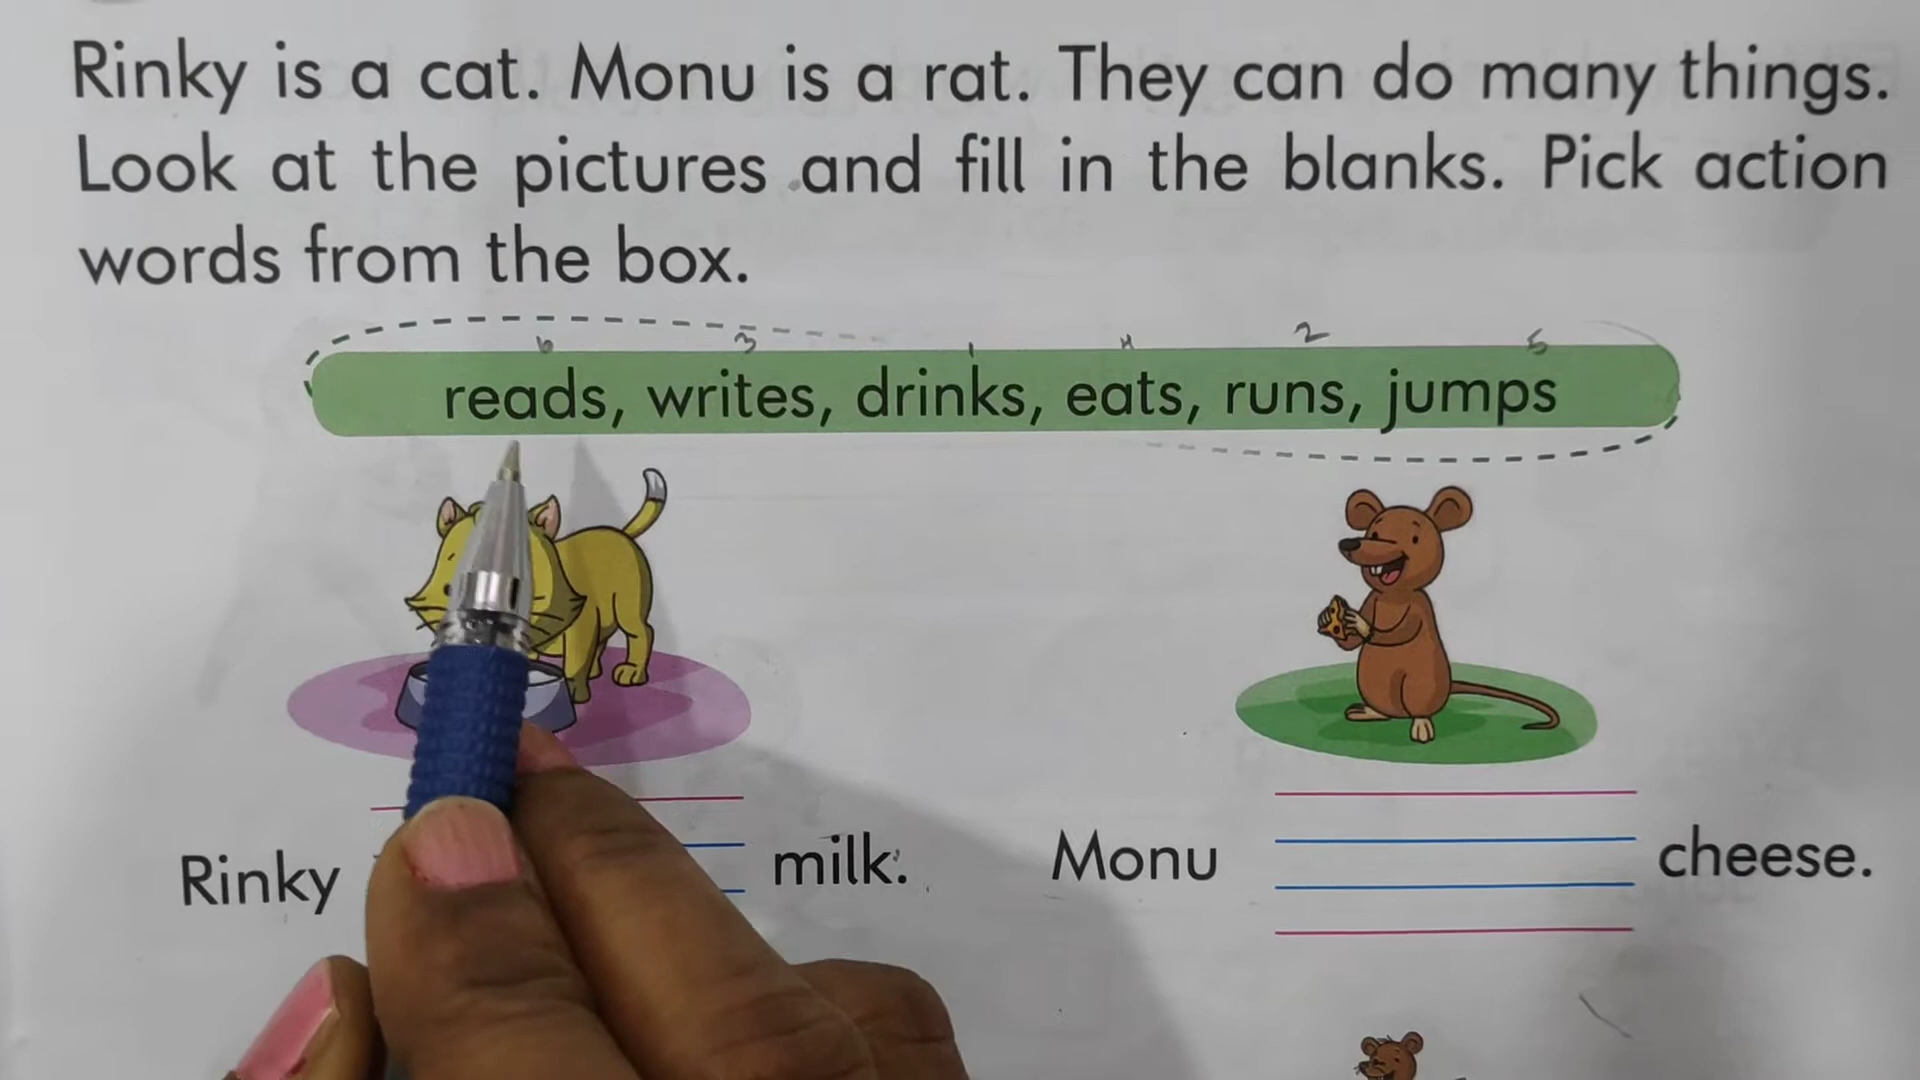 Rinky is a cat. Monu is a rat. They can do many things.
Look at the pictures and fill in the blanks. Pick action
words from the box.
6 3 1 4 2 5
reads, writes, drinks, eats, runs, jumps
Rinky milk. Monu cheese.